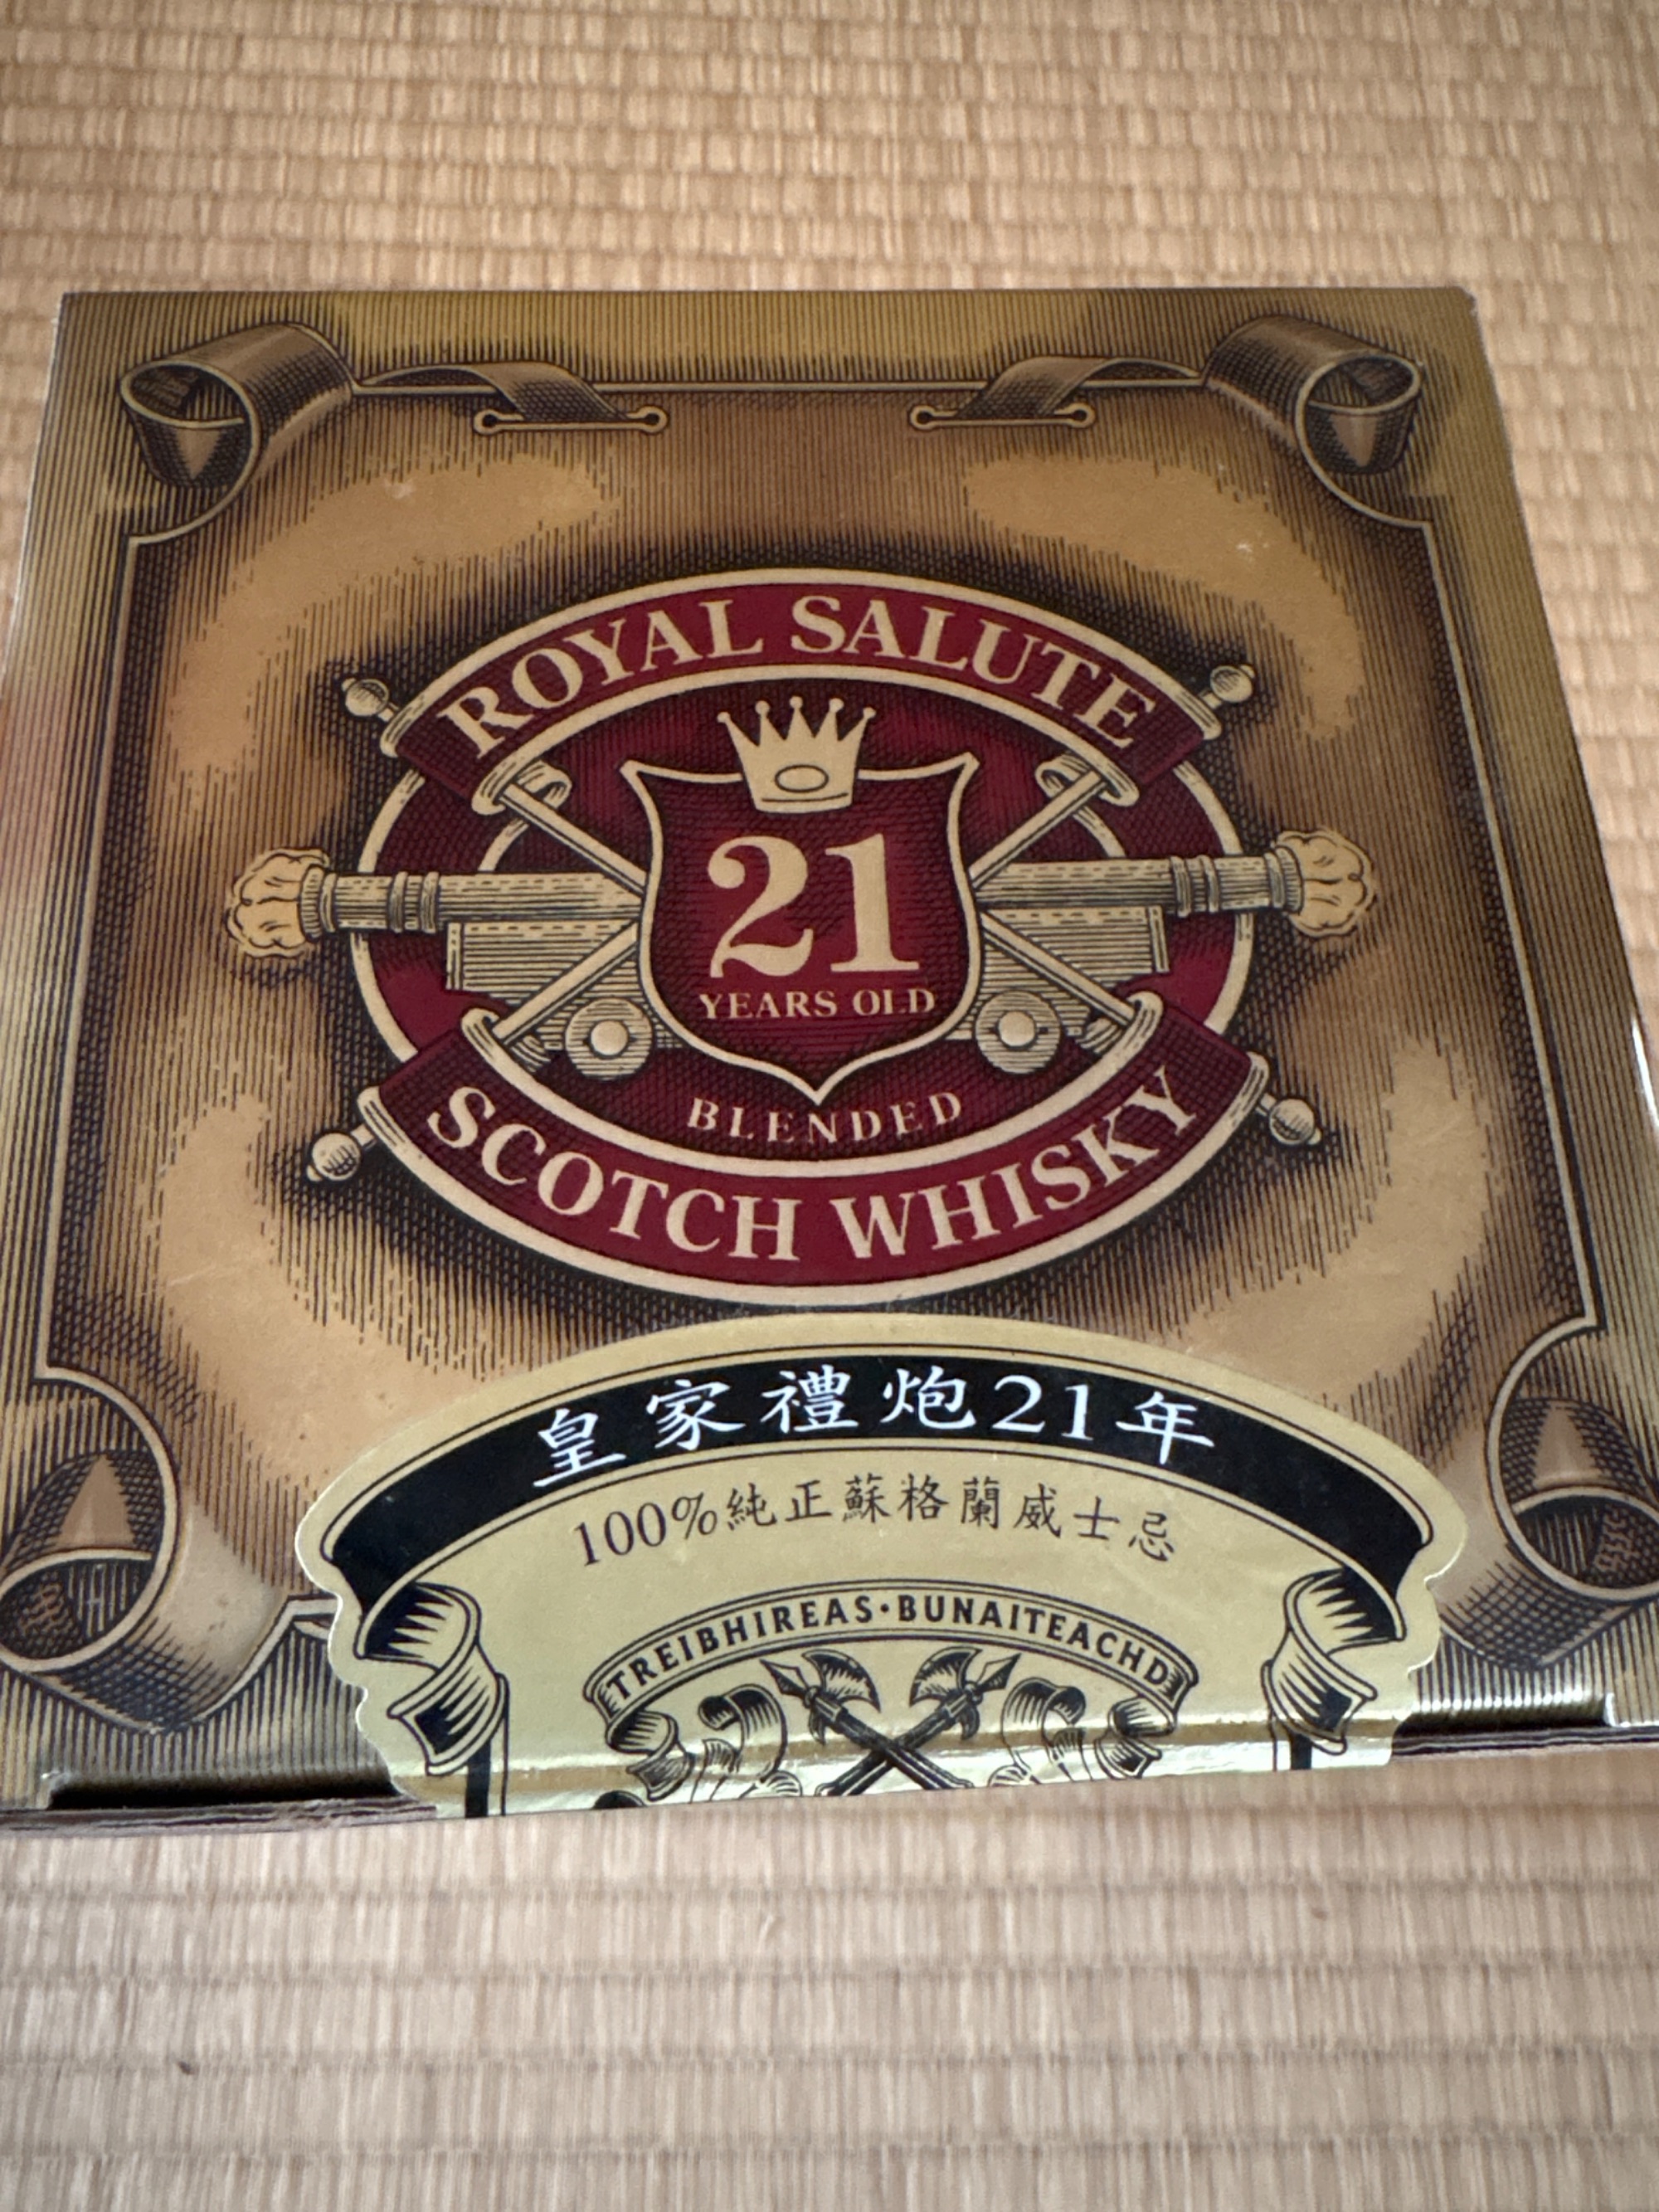 ROYAL SALUTE
21
YEARS OLD
BLENDED
SCOTCH WHISKY
皇家禮炮21年
100%純正蘇格蘭威士忌
TREIBHIREAS·BUNAITEACHD